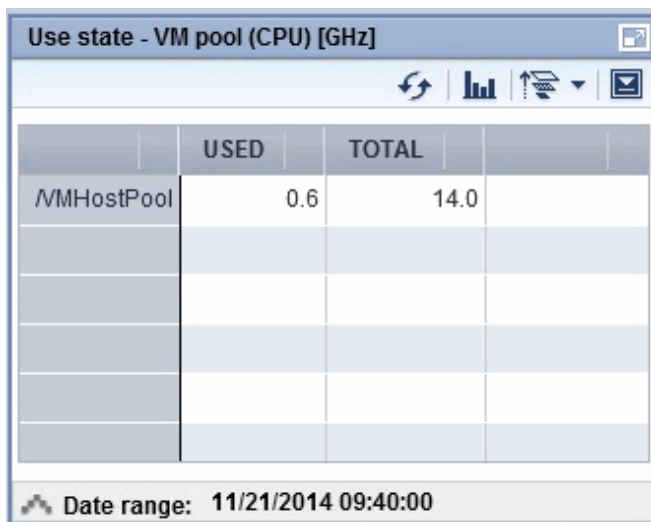 Use state - VM pool (CPU) [GHz]
USED TOTAL
/VMHostPool 0.6 14.0
Date range: 11/21/2014 09:40:00